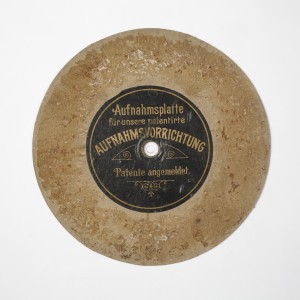 Aufnahmsplatte
für unsere patentirte
AUFNAHMSVORRICHTUNG
Patente angemeldet.